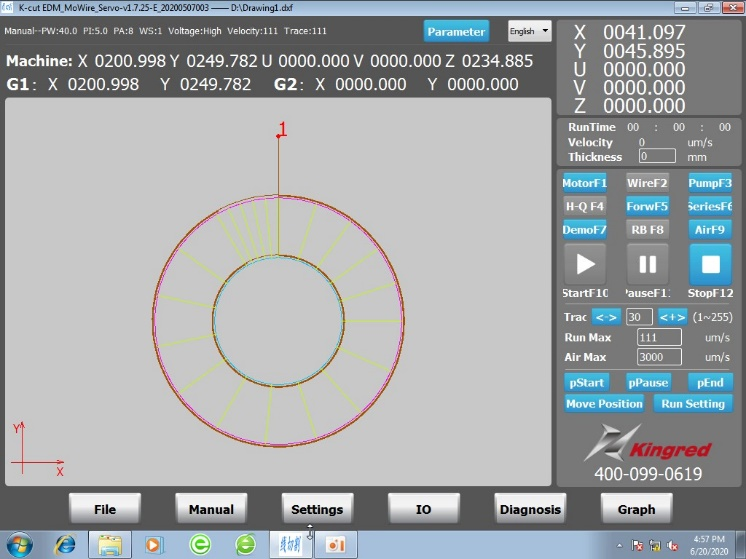 K-cut EDM_MoWire_Servo-v1.7.25-E_20200507003 —— D:\Drawing1.dxf
Manual--PW:40.0 PI:5.0 PA:8 WS:1 Voltage:High Velocity:111 Trace:111
Parameter
English
Machine: X 0200.998 Y 0249.782 U 0000.000 V 0000.000 Z 0234.885
G1: X 0200.998 Y 0249.782 G2: X 0000.000 Y 0000.000
X 0041.097
Y 0045.895
U 0000.000
V 0000.000
Z 0000.000
RunTime 00 : 00 : 00
Velocity 0 um/s
Thickness 0 mm
MotorF1 WireF2 PumpF3
H-Q F4 ForwF5 SeriesF6
DemoF7 RB F8 AirF9
StartF10 PauseF11 StopF12
Trac <-> 30 <+> (1~255)
Run Max 111 um/s
Air Max 3000 um/s
pStart pPause pEnd
Move Position Run Setting
Kingred
400-099-0619
1
Y
X
File Manual Settings IO Diagnosis Graph
线切割
4:57 PM
6/20/2020